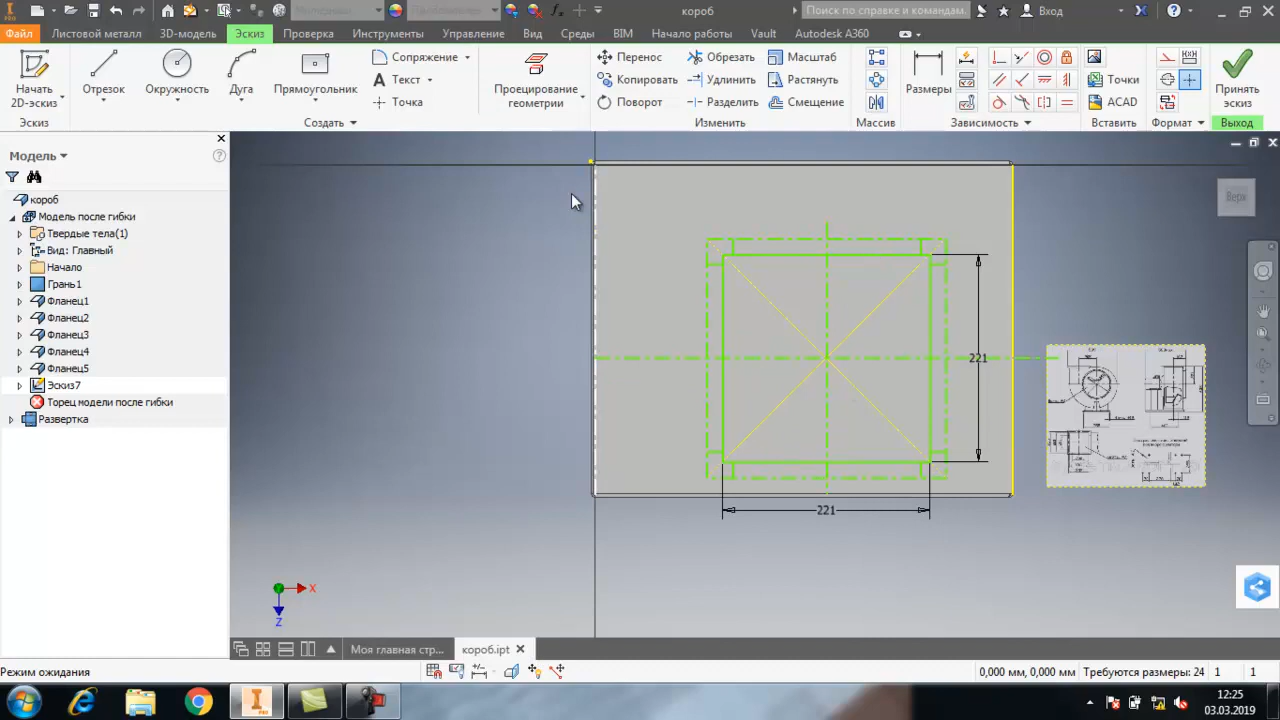 короб
Поиск по справке и командам.
Вход
Файл
Листовой металл
3D-модель
Эскиз
Проверка
Инструменты
Управление
Вид
Среды
BIM
Начало работы
Vault
Autodesk A360
Начать
2D-эскиз
Отрезок
Окружность
Дуга
Прямоугольник
Сопряжение
Текст
Точка
Проецирование
геометрии
Перенос
Копировать
Поворот
Обрезать
Удлинить
Разделить
Масштаб
Растянуть
Смещение
Размеры
Точки
ACAD
Принять
эскиз
Эскиз
Создать
Изменить
Массив
Зависимость
Вставить
Формат
Выход
Модель
короб
Модель после гибки
Твердые тела(1)
Вид: Главный
Начало
Грань1
Фланец1
Фланец2
Фланец3
Фланец4
Фланец5
Эскиз7
Торец модели после гибки
Развертка
Верх
221
221
X
Z
Моя главная стр...
короб.ipt
Режим ожидания
0,000 мм, 0,000 мм
Требуются размеры: 24
1
1
12:25
03.03.2019